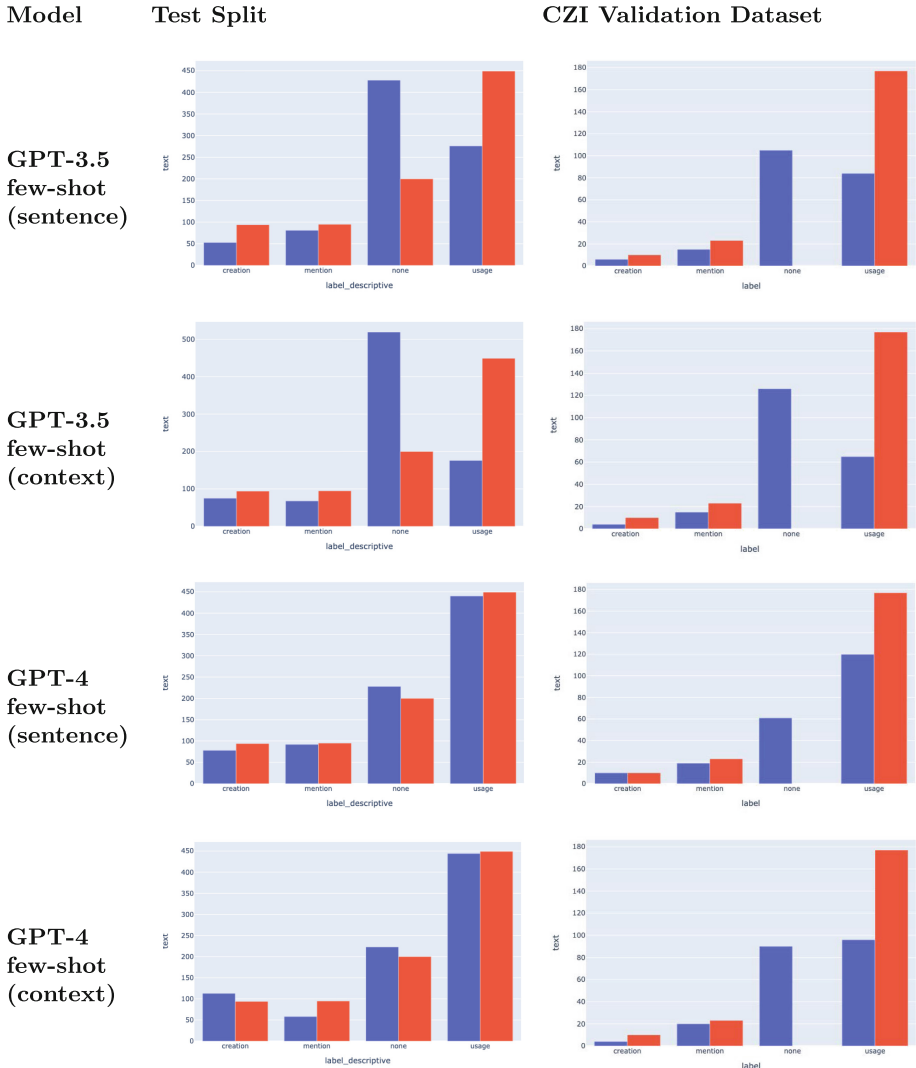 Model Test Split CZI Validation Dataset
GPT-3.5
few-shot
(sentence)
text
450
400
350
300
250
200
150
100
50
0
creation mention none usage
label_descriptive
text
180
160
140
120
100
80
60
40
20
0
creation mention none usage
label
GPT-3.5
few-shot
(context)
text
500
400
300
200
100
0
creation mention none usage
label_descriptive
text
180
160
140
120
100
80
60
40
20
0
creation mention none usage
label
GPT-4
few-shot
(sentence)
text
450
400
350
300
250
200
150
100
50
0
creation mention none usage
label_descriptive
text
180
160
140
120
100
80
60
40
20
0
creation mention none usage
label
GPT-4
few-shot
(context)
text
450
400
350
300
250
200
150
100
50
0
creation mention none usage
label_descriptive
text
180
160
140
120
100
80
60
40
20
0
creation mention none usage
label